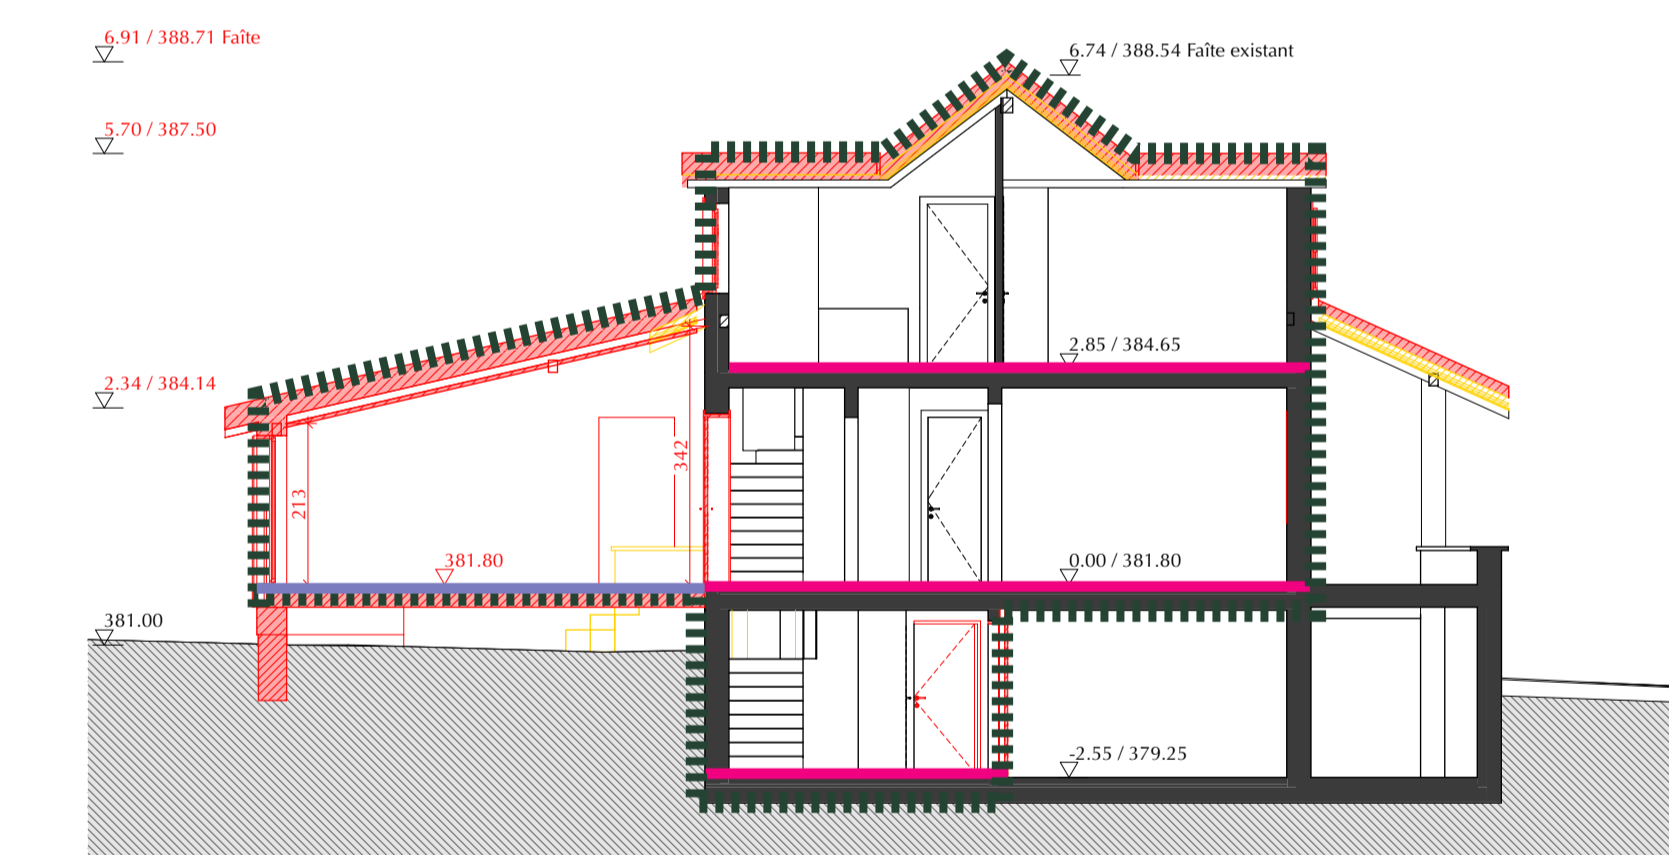 6.91 / 388.71 Faîte
6.74 / 388.54 Faîte existant
5.70 / 387.50
2.85 / 384.65
2.34 / 384.14
342
213
381.80
0.00 / 381.80
381.00
-2.55 / 379.25